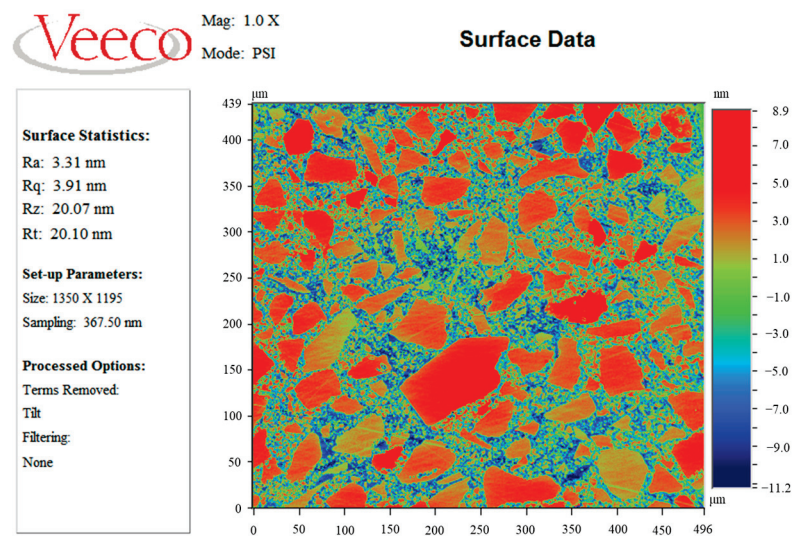 Veeco
Mag: 1.0 X
Mode: PSI
Surface Data
Surface Statistics:
Ra: 3.31 nm
Rq: 3.91 nm
Rz: 20.07 nm
Rt: 20.10 nm
Set-up Parameters:
Size: 1350 X 1195
Sampling: 367.50 nm
Processed Options:
Terms Removed:
Tilt
Filtering:
None
μm
439
400
350
300
250
200
150
100
50
0
0 50 100 150 200 250 300 350 400 450 496
μm
nm
8.9
7.0
5.0
3.0
1.0
−1.0
−3.0
−5.0
−7.0
−9.0
−11.2